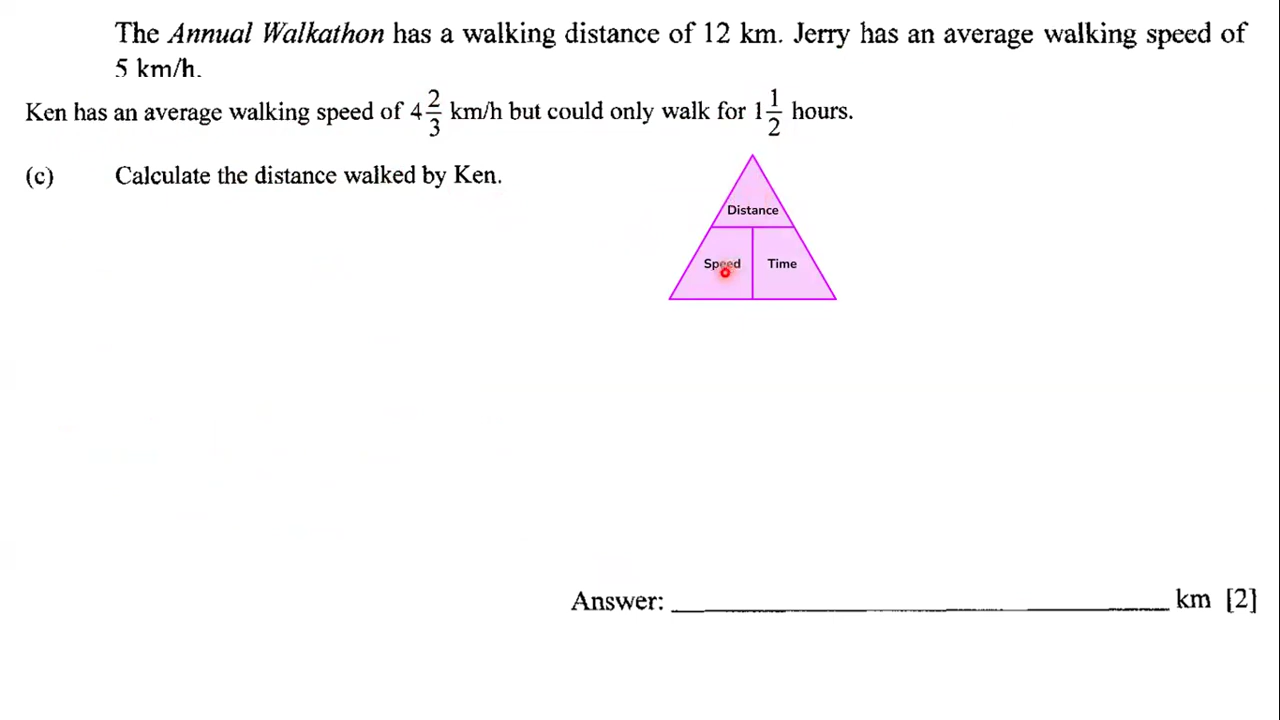 The Annual Walkathon has a walking distance of 12 km. Jerry has an average walking speed of
5 km/h.
Ken has an average walking speed of 4 2/3 km/h but could only walk for 1 1/2 hours.
(c) Calculate the distance walked by Ken.
Distance
Speed Time
Answer: ______________________________ km [2]